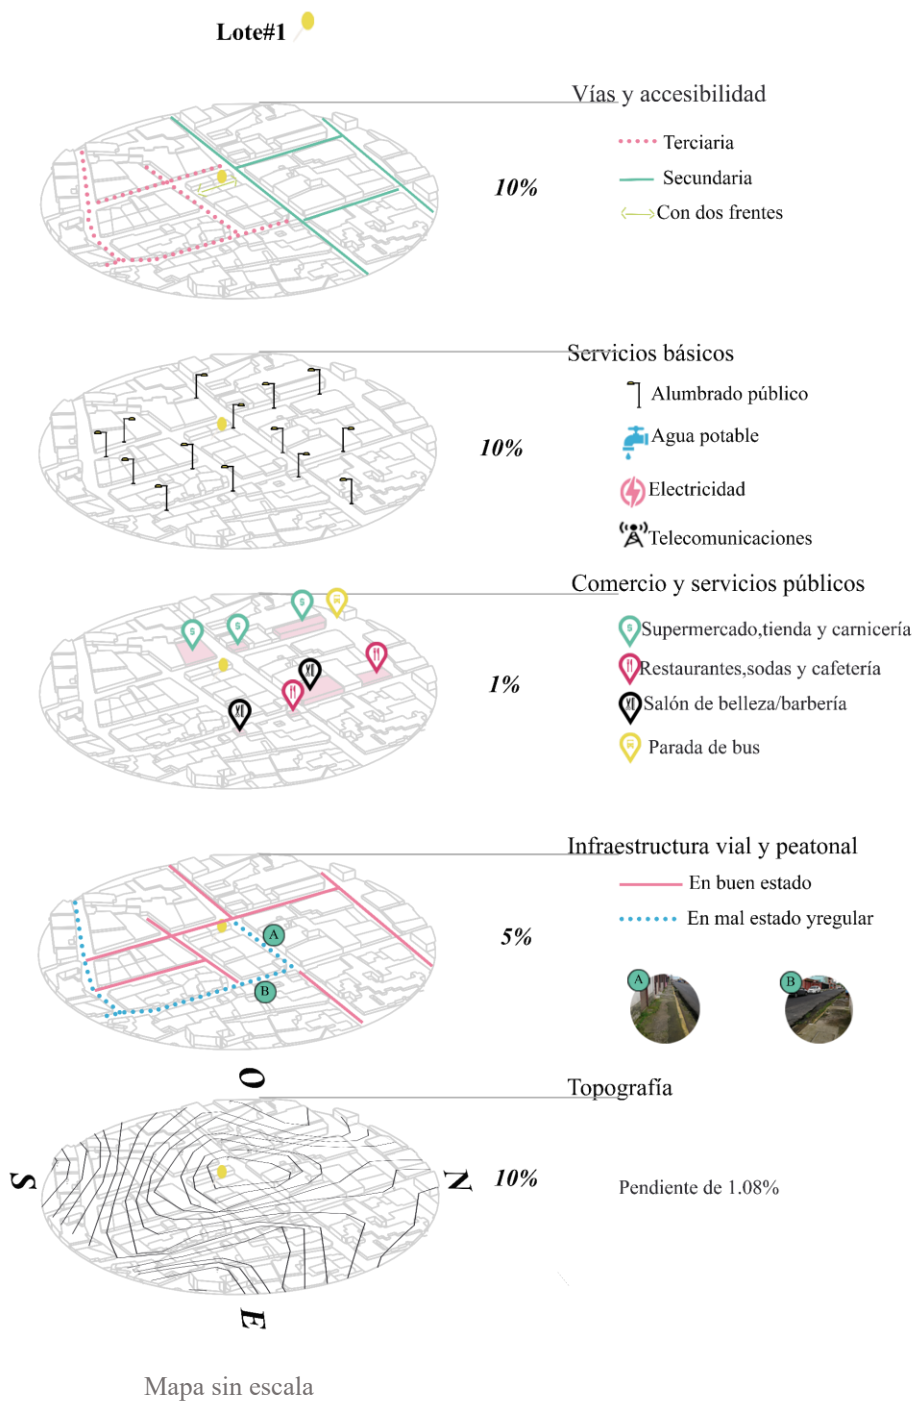 Lote#1
Vías y accesibilidad
Terciaria
10%
Secundaria
Con dos frentes
Servicios básicos
Alumbrado público
10%
Agua potable
Electricidad
Telecomunicaciones
Comercio y servicios públicos
Supermercado,tienda y carnicería
Restaurantes,sodas y cafetería
1%
Salón de belleza/barbería
Parada de bus
Infraestructura vial y peatonal
En buen estado
En mal estado yregular
5%
A
B
A
B
O
Topografía
S
N
10%
Pendiente de 1.08%
E
Mapa sin escala